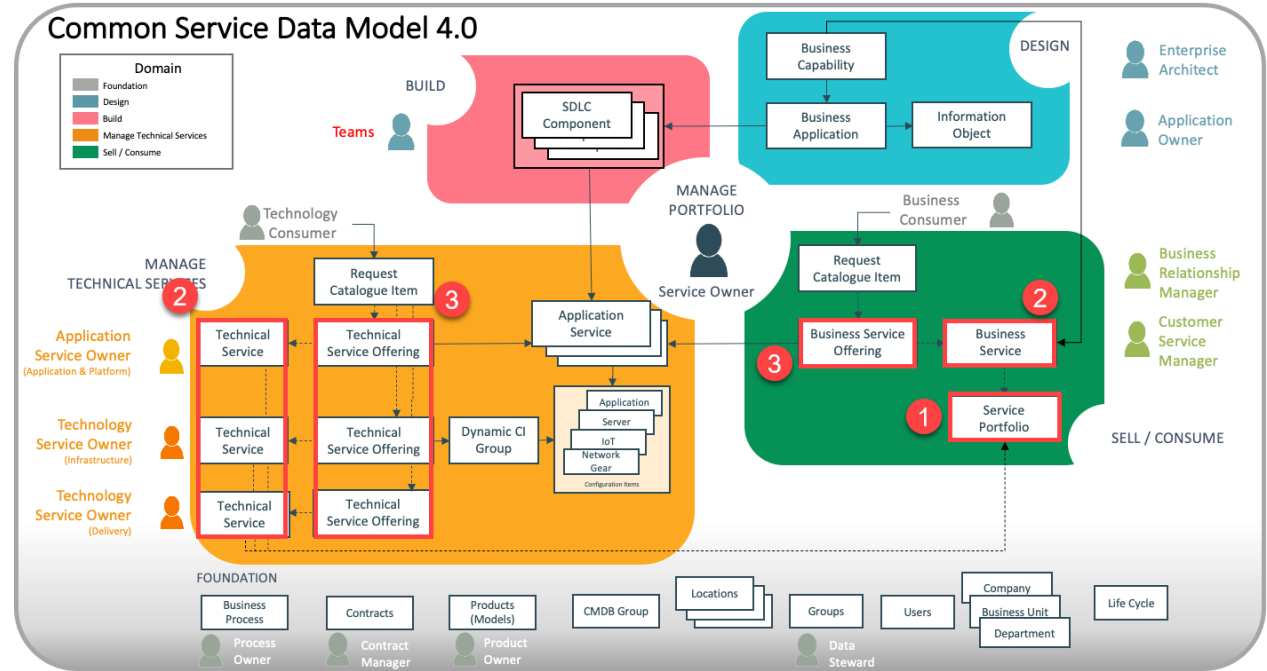 Common Service Data Model 4.0
Domain
Foundation
Design
Build
Manage Technical Services
Sell / Consume
BUILD
Teams
SDLC
Component
DESIGN
Business
Capability
Business
Application
Information
Object
Enterprise
Architect
Application
Owner
MANAGE
PORTFOLIO
Service Owner
Technology
Consumer
Business
Consumer
MANAGE
TECHNICAL SERVICES
2
Request
Catalogue Item
3
Application
Service Owner
(Application & Platform)
Technical
Service
Technical
Service Offering
Application
Service
Technology
Service Owner
(Infrastructure)
Technical
Service
Technical
Service Offering
Dynamic CI
Group
Application
Server
IoT
Network
Gear
Configuration Items
Technology
Service Owner
(Delivery)
Technical
Service
Technical
Service Offering
Request
Catalogue Item
2
Business Service
Offering
3
Business
Service
1
Service
Portfolio
SELL / CONSUME
Business
Relationship
Manager
Customer
Service
Manager
FOUNDATION
Business
Process
Contracts
Products
(Models)
CMDB Group
Locations
Groups
Users
Company
Business Unit
Department
Life Cycle
Process
Owner
Contract
Manager
Product
Owner
Data
Steward